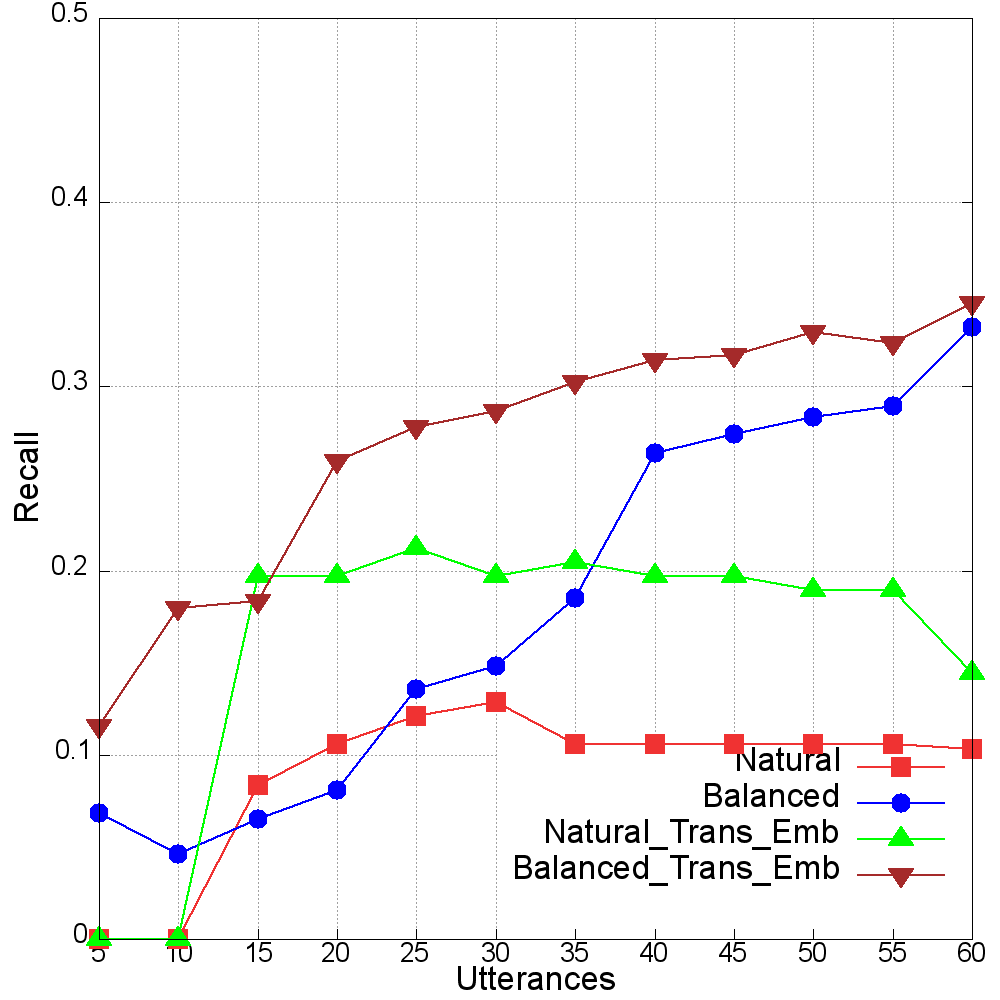 0.5
0.4
0.3
0.2
0.1
0
Recall
Natural
Balanced
Natural_Trans_Emb
Balanced_Trans_Emb
5 10 15 20 25 30 35 40 45 50 55 60
Utterances